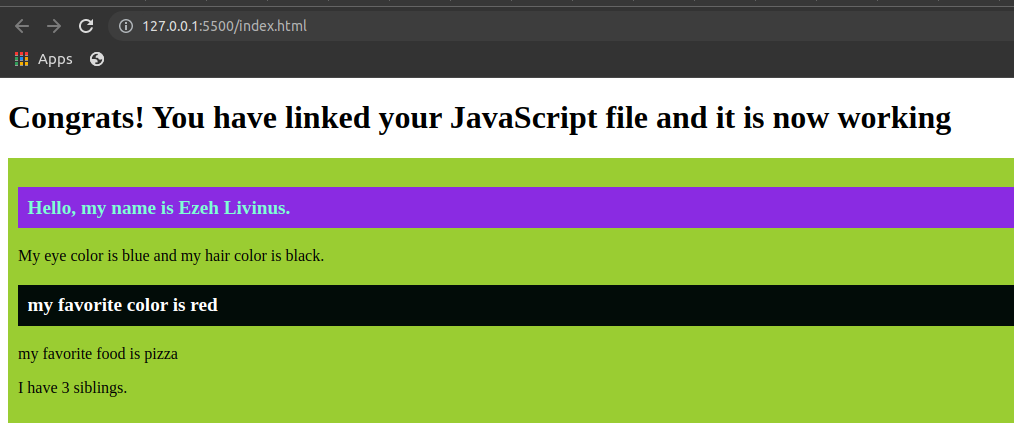 127.0.0.1:5500/index.html
Apps
Congrats! You have linked your JavaScript file and it is now working
Hello, my name is Ezeh Livinus.
My eye color is blue and my hair color is black.
my favorite color is red
my favorite food is pizza
I have 3 siblings.